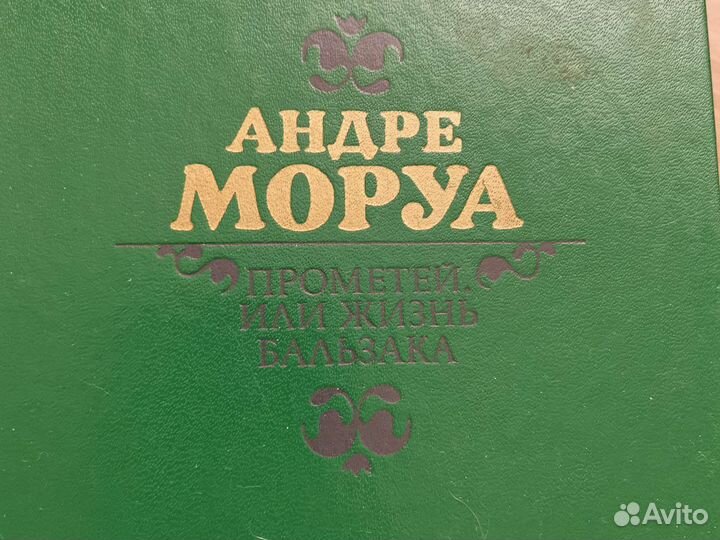 АНДРЕ
МОРУА
ПРОМЕТЕЙ,
ИЛИ ЖИЗНЬ
БАЛЬЗАКА
Avito